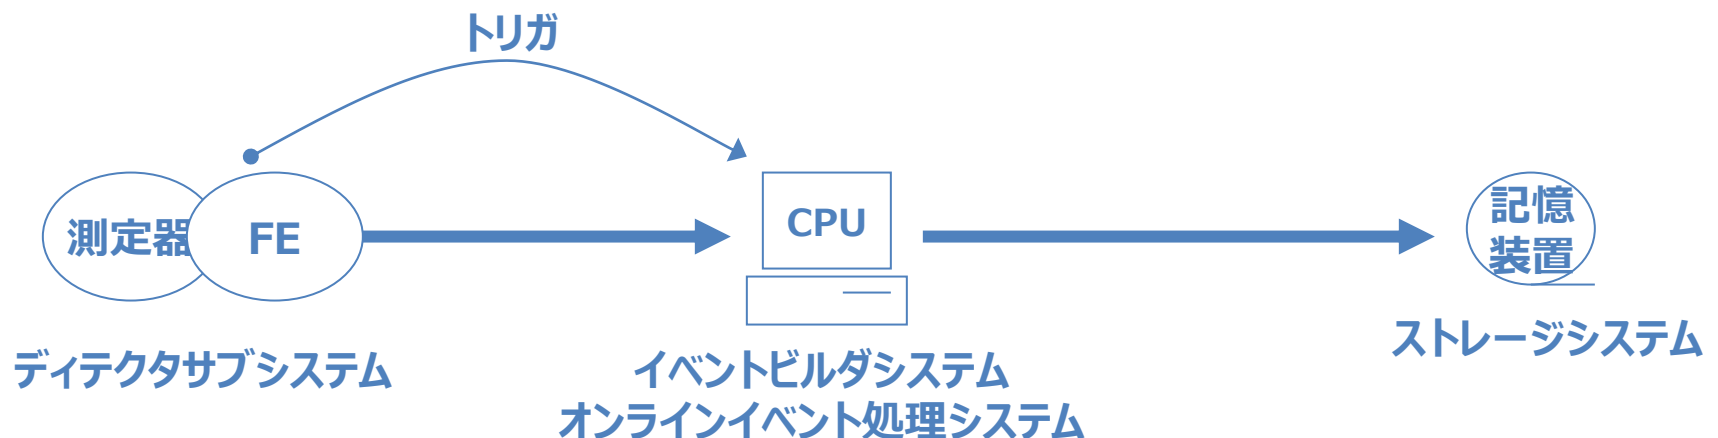 トリガ
測定器
FE
CPU
記憶
装置
ディテクタサブシステム
イベントビルダシステム
オンラインイベント処理システム
ストレージシステム